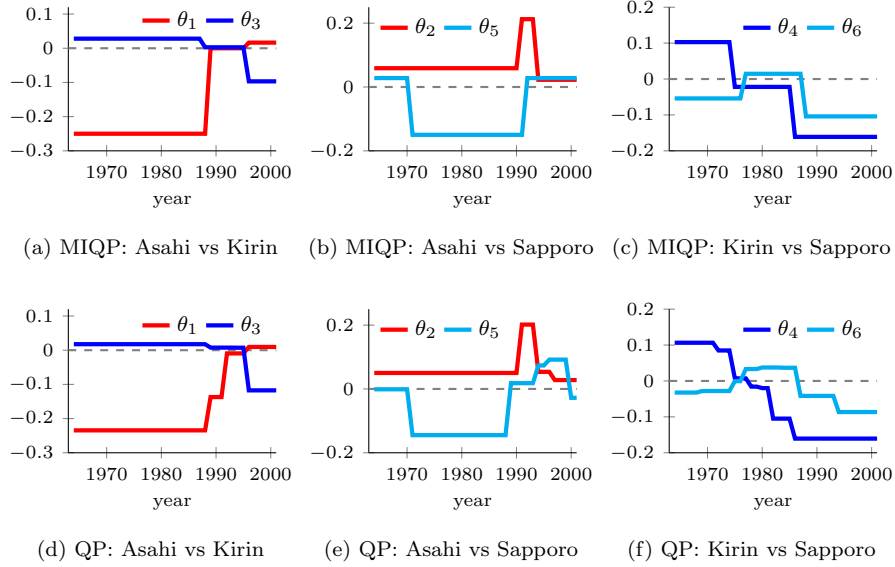 0.1
0
−0.1
−0.2
−0.3
1970 1980 1990 2000
year
θ1 θ3
(a) MIQP: Asahi vs Kirin
0.2
0
−0.2
1970 1980 1990 2000
year
θ2 θ5
(b) MIQP: Asahi vs Sapporo
0.2
0.1
0
−0.1
−0.2
1970 1980 1990 2000
year
θ4 θ6
(c) MIQP: Kirin vs Sapporo
0.1
0
−0.1
−0.2
−0.3
1970 1980 1990 2000
year
θ1 θ3
(d) QP: Asahi vs Kirin
0.2
0
−0.2
1970 1980 1990 2000
year
θ2 θ5
(e) QP: Asahi vs Sapporo
0.2
0.1
0
−0.1
−0.2
1970 1980 1990 2000
year
θ4 θ6
(f) QP: Kirin vs Sapporo